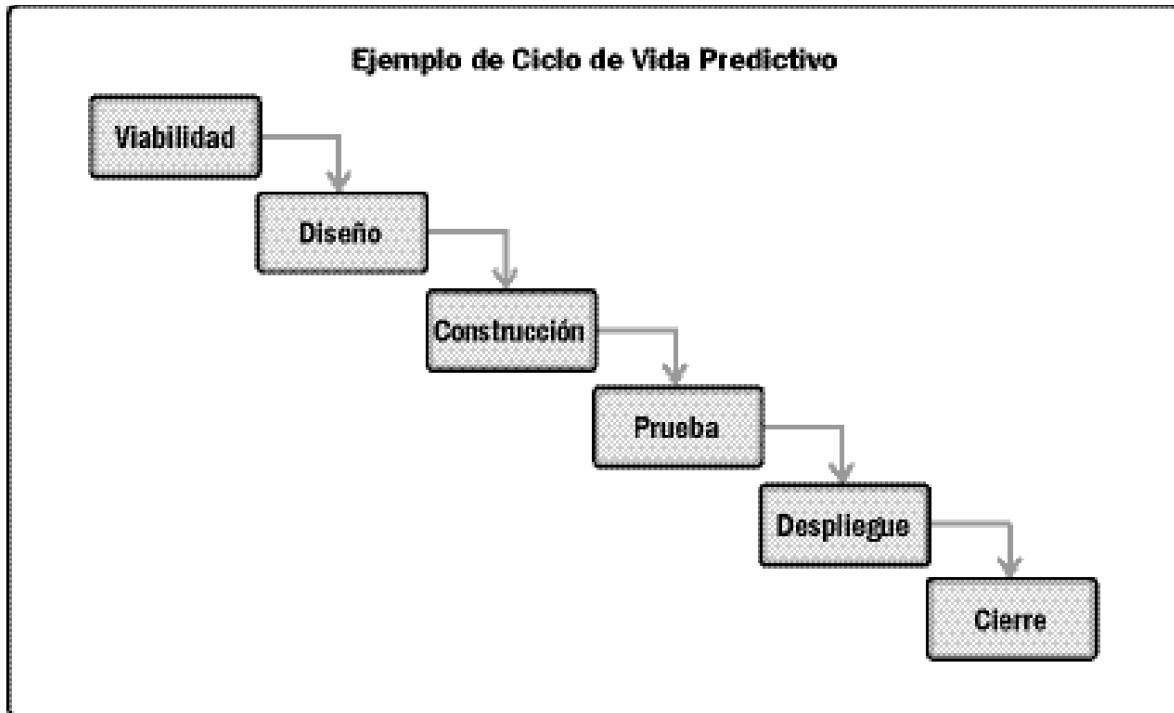 Ejemplo de Ciclo de Vida Predictivo
Viabilidad
Diseño
Construcción
Prueba
Despliegue
Cierre